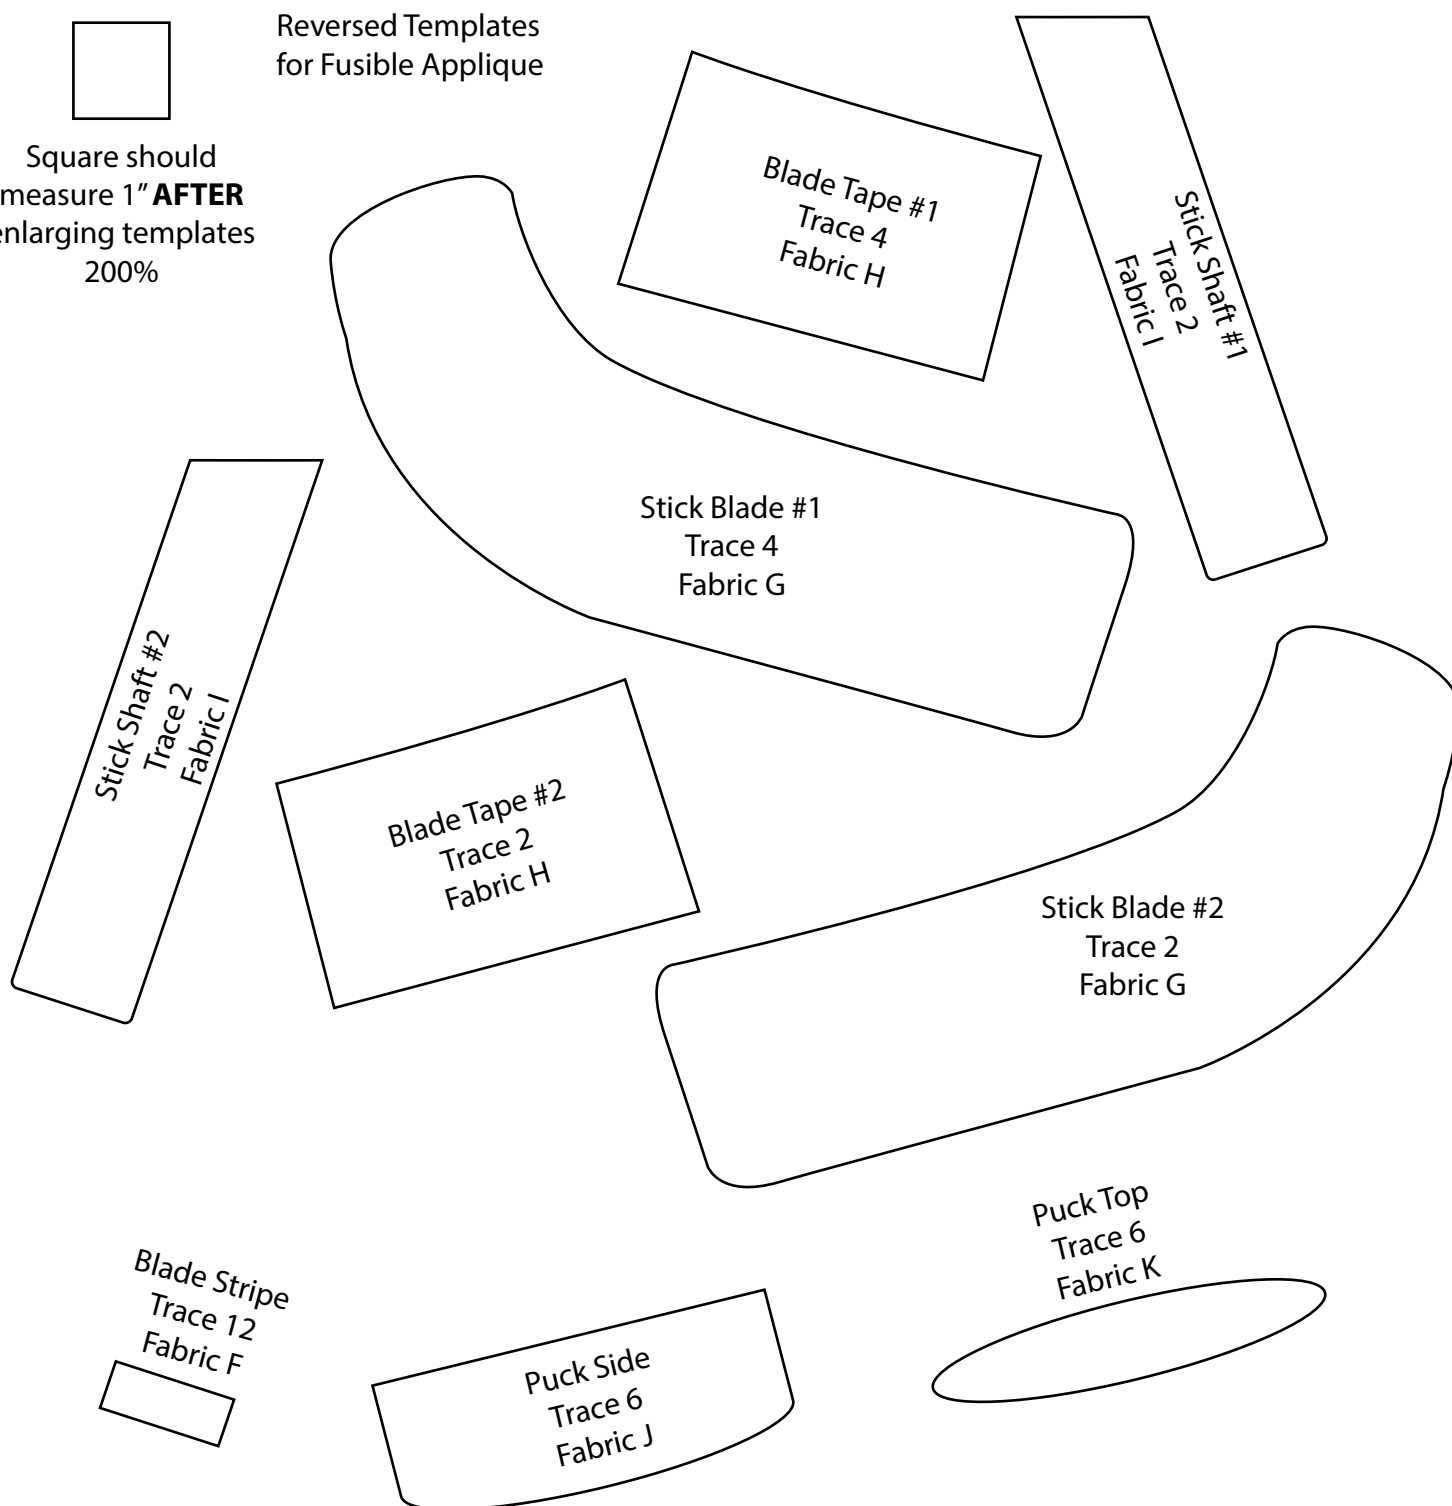 Reversed Templates
for Fusible Applique
Square should
measure 1” AFTER
enlarging templates
200%
Blade Tape #1
Trace 4
Fabric H
Stick Shaft #1
Trace 2
Fabric I
Stick Blade #1
Trace 4
Fabric G
Stick Shaft #2
Trace 2
Fabric I
Blade Tape #2
Trace 2
Fabric H
Stick Blade #2
Trace 2
Fabric G
Puck Top
Trace 6
Fabric K
Blade Stripe
Trace 12
Fabric F
Puck Side
Trace 6
Fabric J